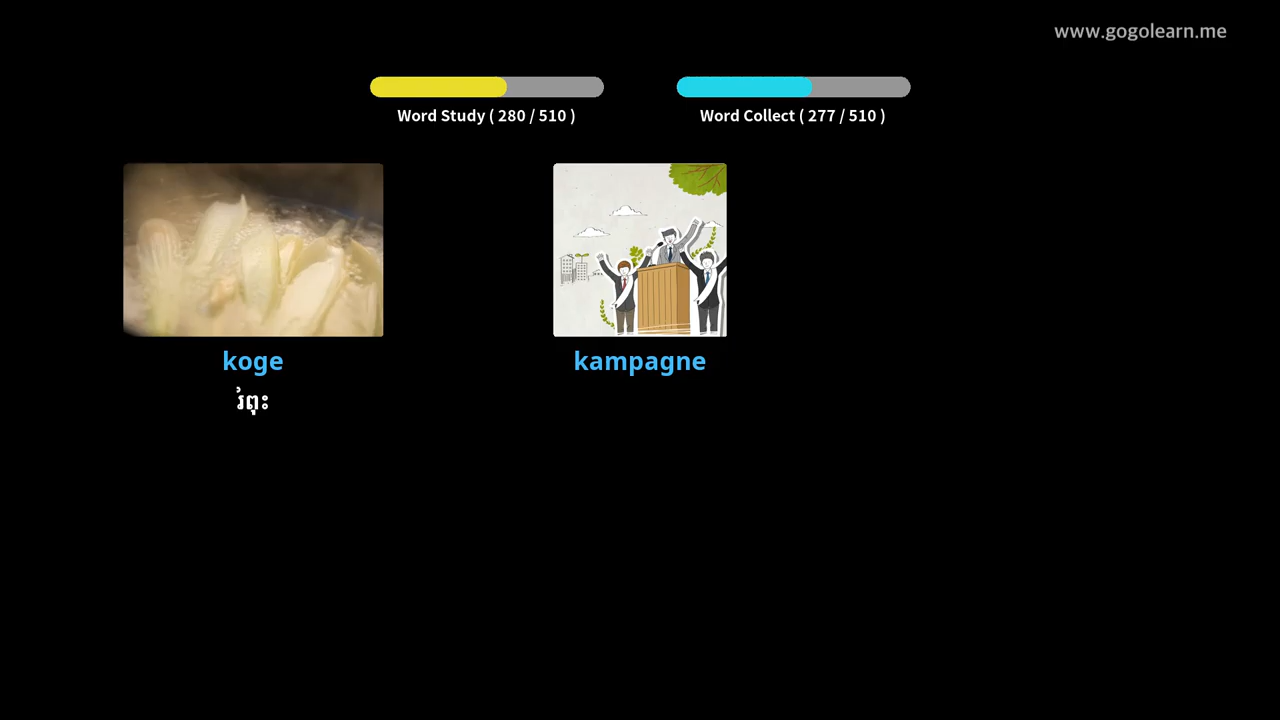 www.gogolearn.me
Word Study ( 280 / 510 )
Word Collect ( 277 / 510 )
koge
kampagne
រំពុះ